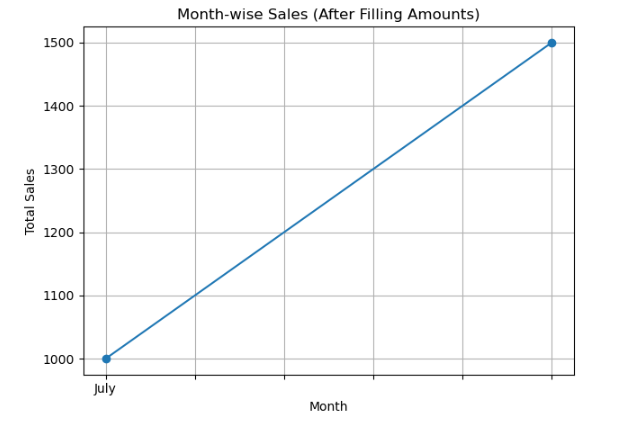 Month-wise Sales (After Filling Amounts)
1500
1400
1300
1200
1100
1000
Total Sales
July
Month